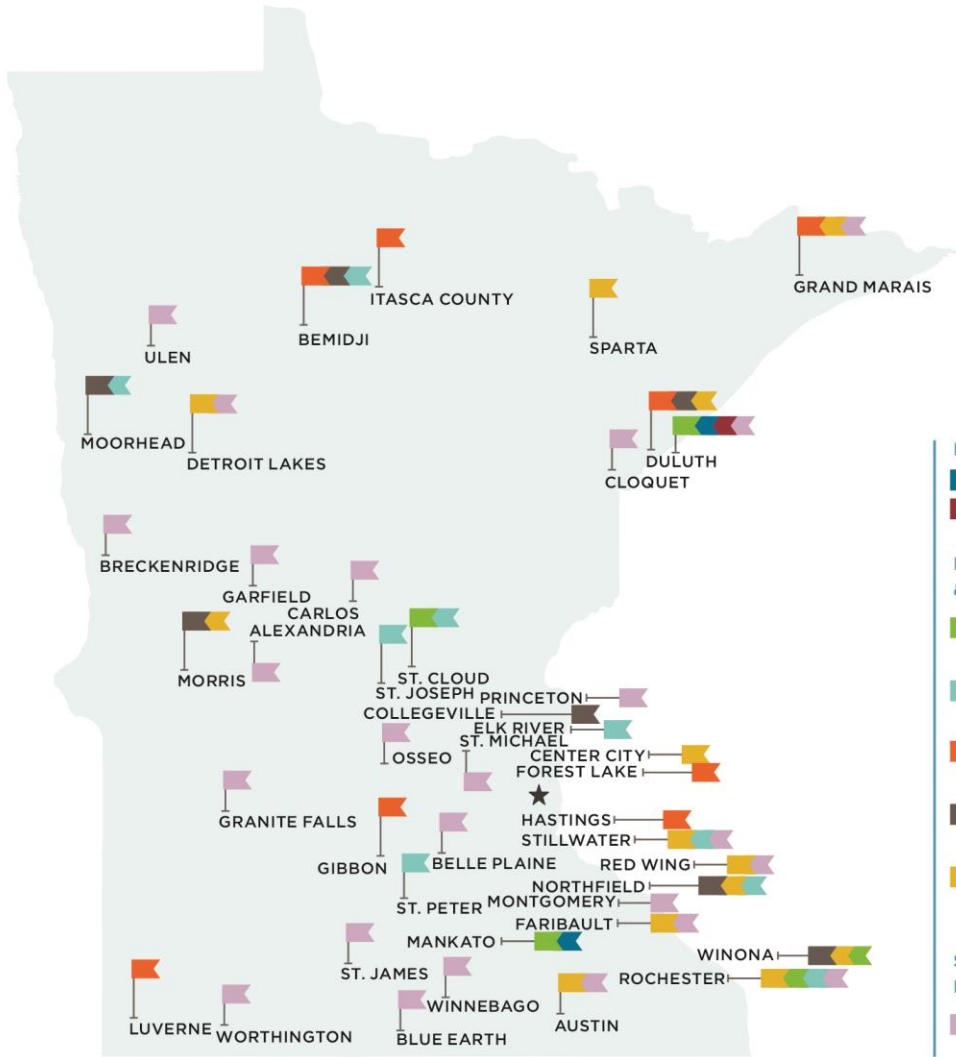 GRAND MARAIS
ITASCA COUNTY
BEMIDJI
SPARTA
ULEN
MOORHEAD
DETROIT LAKES
DULUTH
CLOQUET
BRECKENRIDGE
GARFIELD
CARLOS
ALEXANDRIA
MORRIS
ST. CLOUD
ST. JOSEPH
PRINCETON
COLLEGEVILLE
ELK RIVER
ST. MICHAEL
OSSEO
CENTER CITY
FOREST LAKE
GRANITE FALLS
HASTINGS
STILLWATER
GIBBON
BELLE PLAINE
RED WING
NORTHFIELD
ST. PETER
MONTGOMERY
FARIBAULT
MANKATO
WINONA
ST. JAMES
ROCHESTER
WINNEBAGO
LUVERNE
WORTHINGTON
BLUE EARTH
AUSTIN